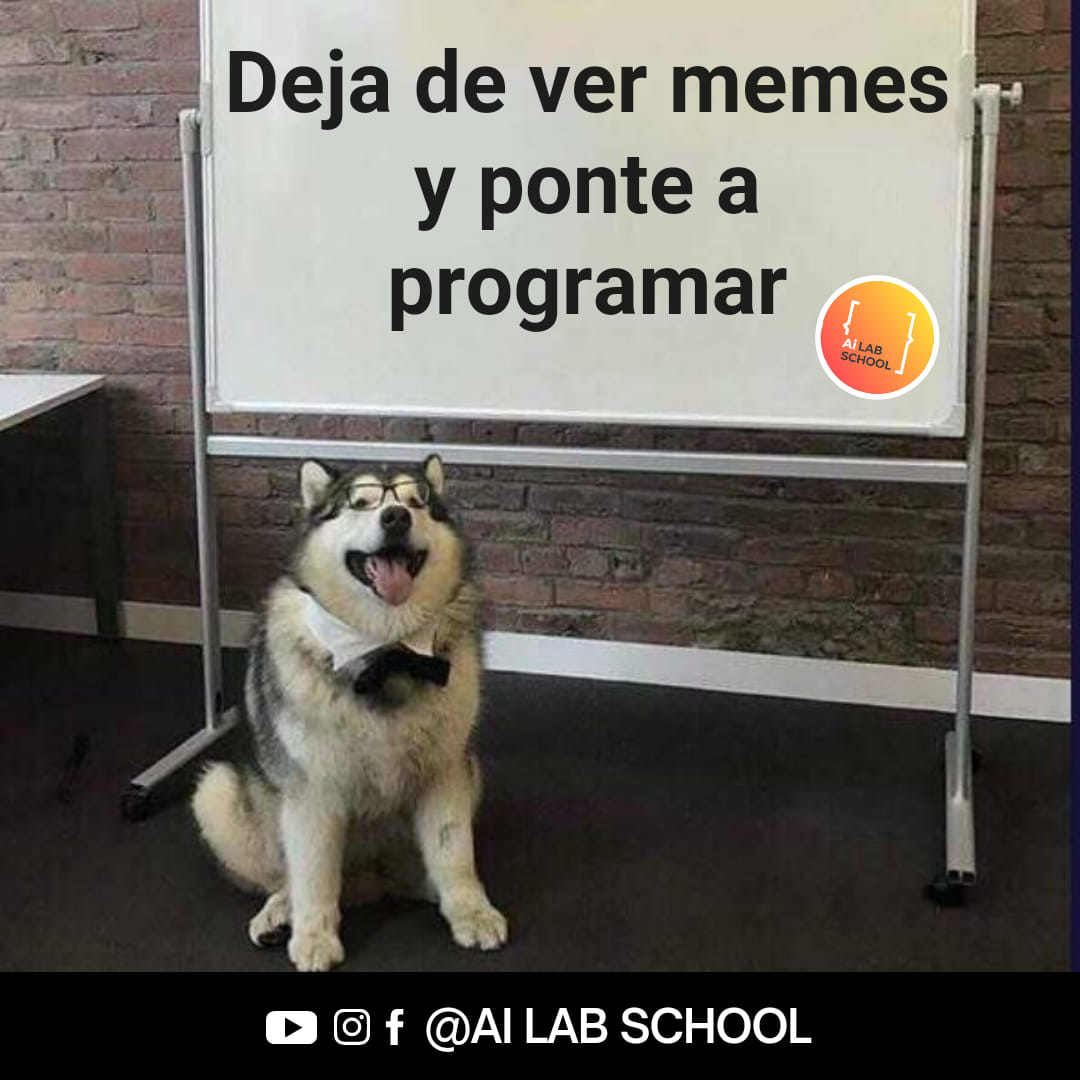 Deja de ver memes
y ponte a
programar
Ai LAB
SCHOOL
@AI LAB SCHOOL